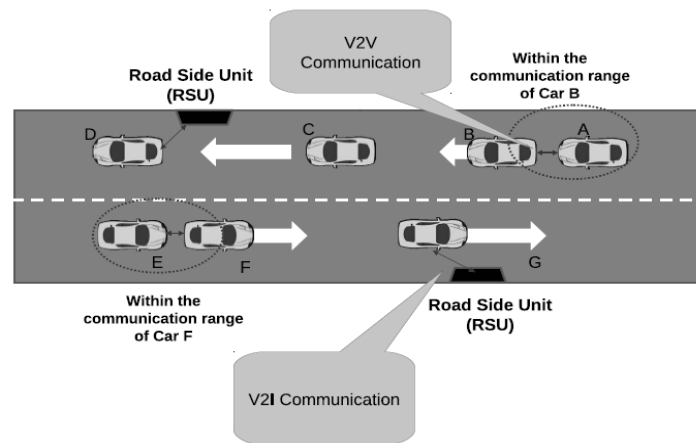 V2V
Communication
Within the
communication range
of Car B
Road Side Unit
(RSU)
D
C
B
A
E
F
G
Within the
communication range
of Car F
Road Side Unit
(RSU)
V2I Communication